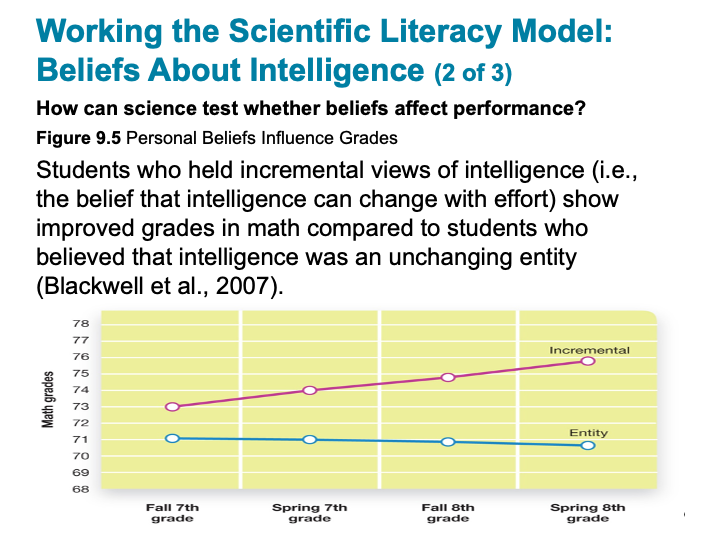 Working the Scientific Literacy Model:
Beliefs About Intelligence (2 of 3)
How can science test whether beliefs affect performance?
Figure 9.5 Personal Beliefs Influence Grades
Students who held incremental views of intelligence (i.e.,
the belief that intelligence can change with effort) show
improved grades in math compared to students who
believed that intelligence was an unchanging entity
(Blackwell et al., 2007).
Math grades
78
77
76
75
74
73
72
71
70
69
68
Incremental
Entity
Fall 7th
grade
Spring 7th
grade
Fall 8th
grade
Spring 8th
grade